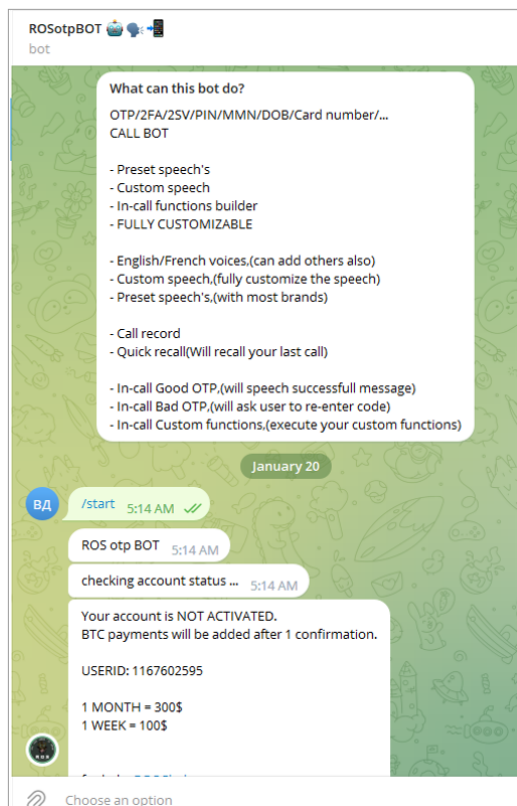 ROSotpBOT 🤖🗣📲
bot
What can this bot do?
OTP/2FA/2SV/PIN/MMN/DOB/Card number/...
CALL BOT
- Preset speech's
- Custom speech
- In-call functions builder
- FULLY CUSTOMIZABLE
- English/French voices,(can add others also)
- Custom speech,(fully customize the speech)
- Preset speech's,(with most brands)
- Call record
- Quick recall(Will recall your last call)
- In-call Good OTP,(will speech successfull message)
- In-call Bad OTP,(will ask user to re-enter code)
- In-call Custom functions,(execute your custom functions)
January 20
ВД
/start 5:14 AM
ROS otp BOT 5:14 AM
checking account status ... 5:14 AM
Your account is NOT ACTIVATED.
BTC payments will be added after 1 confirmation.
USERID: 1167602595
1 MONTH = 300$
1 WEEK = 100$
Choose an option